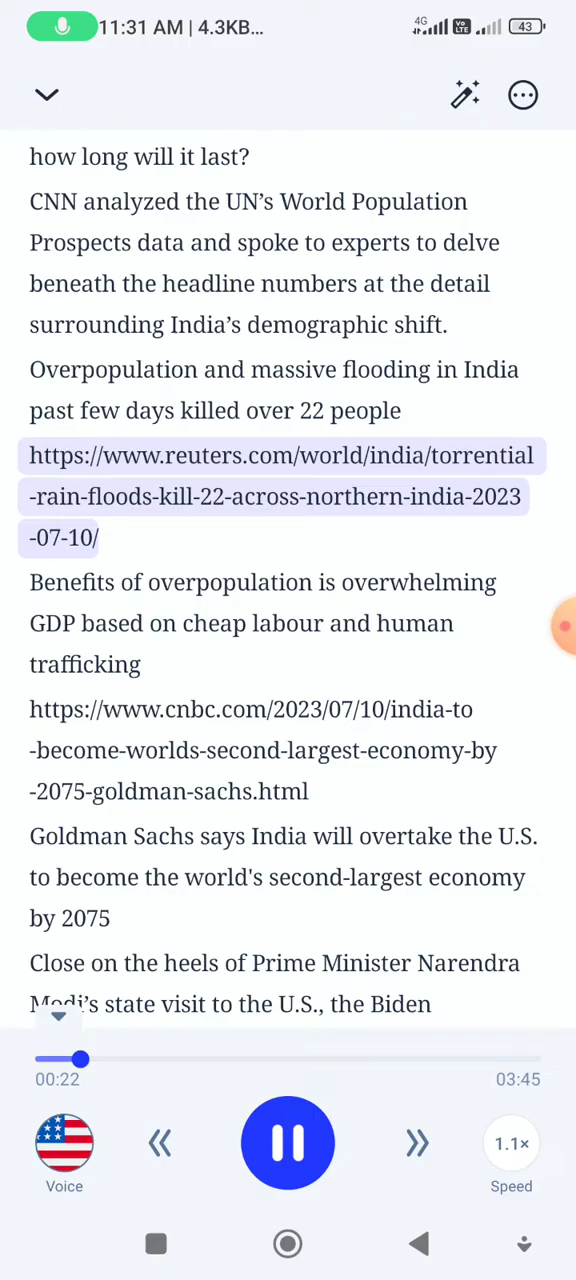 11:31 AM | 4.3KB...
4G
Vo
LTE
43
how long will it last?
CNN analyzed the UN’s World Population
Prospects data and spoke to experts to delve
beneath the headline numbers at the detail
surrounding India’s demographic shift.
Overpopulation and massive flooding in India
past few days killed over 22 people
https://www.reuters.com/world/india/torrential
-rain-floods-kill-22-across-northern-india-2023
-07-10/
Benefits of overpopulation is overwhelming
GDP based on cheap labour and human
trafficking
https://www.cnbc.com/2023/07/10/india-to
-become-worlds-second-largest-economy-by
-2075-goldman-sachs.html
Goldman Sachs says India will overtake the U.S.
to become the world's second-largest economy
by 2075
Close on the heels of Prime Minister Narendra
Modi’s state visit to the U.S., the Biden
00:22
03:45
1.1×
Voice
Speed